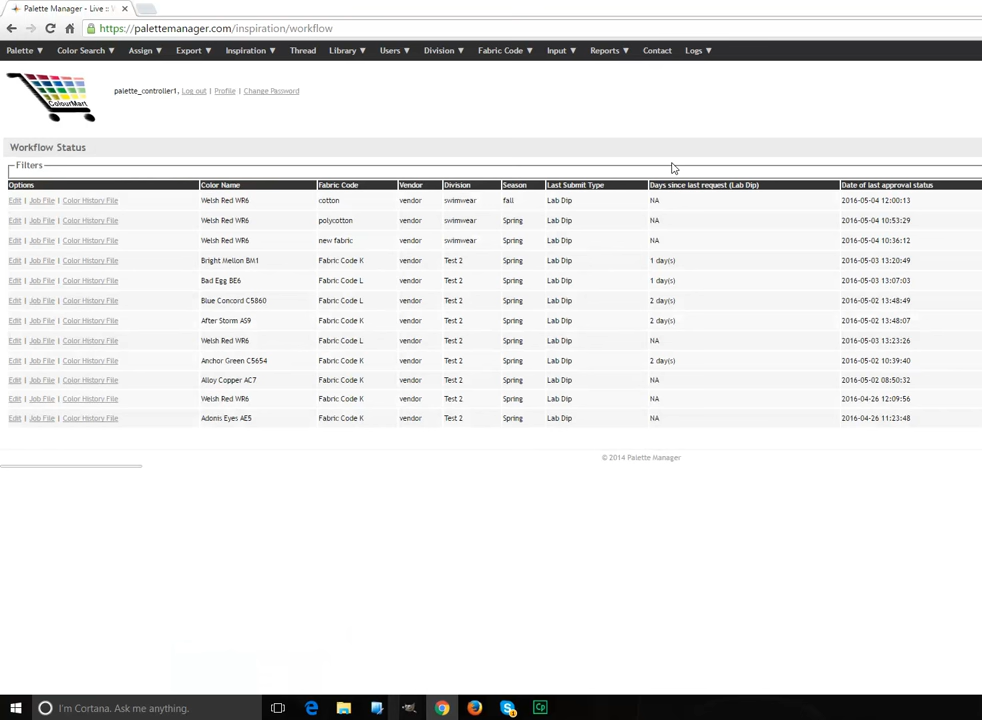 Palette Manager - Live ::
https://palettemanager.com/inspiration/workflow
Palette ▼ Color Search ▼ Assign ▼ Export ▼ Inspiration ▼ Thread Library ▼ Users ▼ Division ▼ Fabric Code ▼ Input ▼ Reports ▼ Contact Logs ▼
ColourMart
palette_controller1, Log out | Profile | Change Password
Workflow Status
Filters
Options Color Name Fabric Code Vendor Division Season Last Submit Type Days since last request (Lab Dip) Date of last approval status
Edit | Job File | Color History File Welsh Red WR6 cotton vendor swimwear fall Lab Dip NA 2016-05-04 12:00:13
Edit | Job File | Color History File Welsh Red WR6 polycotton vendor swimwear Spring Lab Dip NA 2016-05-04 10:53:29
Edit | Job File | Color History File Welsh Red WR6 new fabric vendor swimwear Spring Lab Dip NA 2016-05-04 10:36:12
Edit | Job File | Color History File Bright Mellon BM1 Fabric Code K vendor Test 2 Spring Lab Dip 1 day(s) 2016-05-03 13:20:49
Edit | Job File | Color History File Bad Egg BE6 Fabric Code L vendor Test 2 Spring Lab Dip 1 day(s) 2016-05-03 13:07:03
Edit | Job File | Color History File Blue Concord C5860 Fabric Code L vendor Test 2 Spring Lab Dip 2 day(s) 2016-05-02 13:48:49
Edit | Job File | Color History File After Storm AS9 Fabric Code K vendor Test 2 Spring Lab Dip 2 day(s) 2016-05-02 13:48:07
Edit | Job File | Color History File Welsh Red WR6 Fabric Code L vendor Test 2 Spring Lab Dip NA 2016-05-02 13:23:26
Edit | Job File | Color History File Anchor Green C5654 Fabric Code K vendor Test 2 Spring Lab Dip 2 day(s) 2016-05-02 10:39:40
Edit | Job File | Color History File Alloy Copper AC7 Fabric Code K vendor Test 2 Spring Lab Dip NA 2016-05-02 08:50:32
Edit | Job File | Color History File Welsh Red WR6 Fabric Code K vendor Test 2 Spring Lab Dip NA 2016-04-26 12:09:56
Edit | Job File | Color History File Adonis Eyes AE5 Fabric Code K vendor Test 2 Spring Lab Dip NA 2016-04-26 11:23:48
© 2014 Palette Manager
I'm Cortana. Ask me anything.
Cp